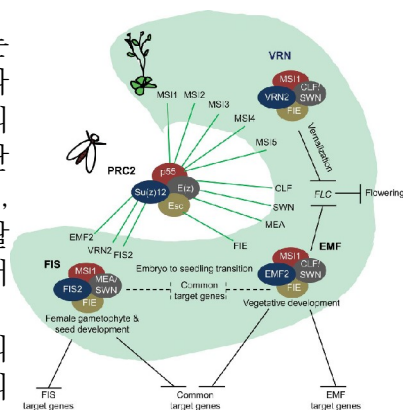 VRN
MSI1
CLF/
SWN
VRN2
FIE
MSI1 MSI2
MSI3
MSI4
MSI5
Vernalization
PRC2
p55
Su(z)12
E(z)
Esc
CLF
SWN
MEA
FIE
FLC
Flowering
EMF2
VRN2
FIS2
FIS
MSI1
MEA/
SWN
FIS2
FIE
Female gametophyte &
seed development
Embryo to seedling transition
Common
target genes
EMF
MSI1
CLF/
SWN
EMF2
FIE
Vegetative development
FIS
target genes
Common
target genes
EMF
target genes